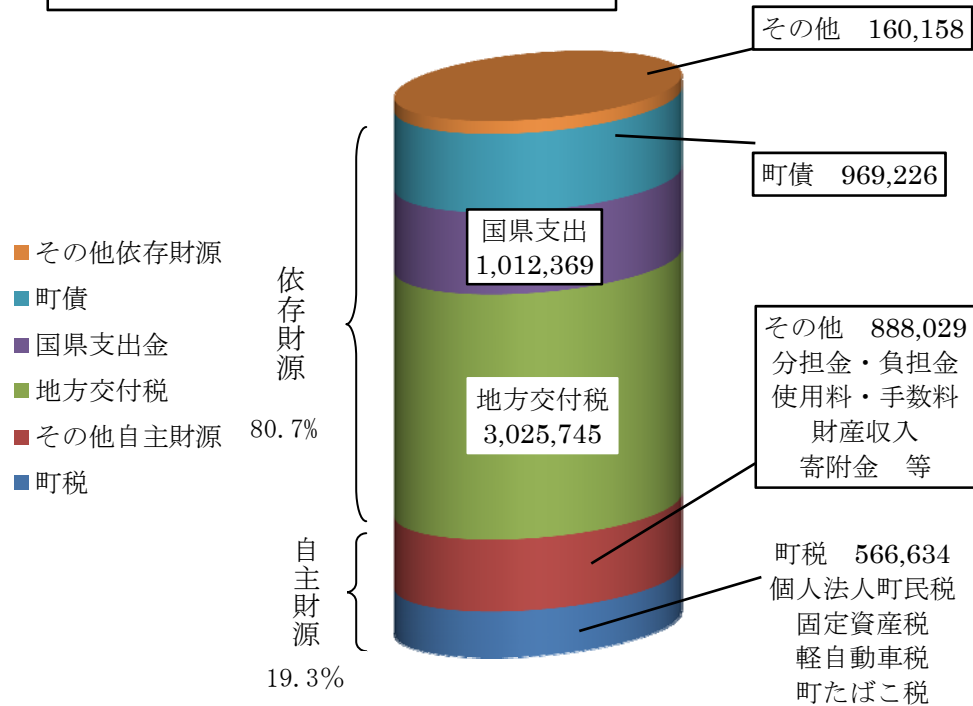 その他　160,158
町債　969,226
国県支出
1,012,369
その他依存財源
町債
国県支出金
地方交付税
その他自主財源
町税
依存財源
80.7%
地方交付税
3,025,745
その他　888,029
分担金・負担金
使用料・手数料
財産収入
寄附金　等
自主財源
19.3%
町税　566,634
個人法人町民税
固定資産税
軽自動車税
町たばこ税